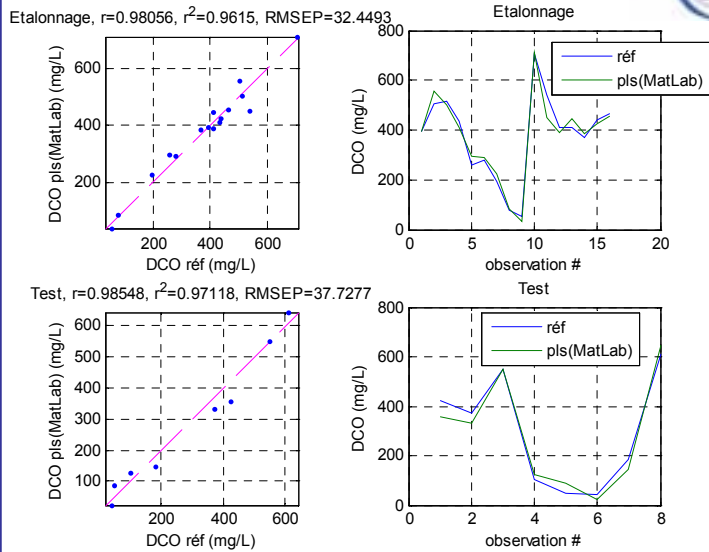 Etalonnage, r=0.98056, r²=0.9615, RMSEP=32.4493
600
400
200
DCO pls(MatLab) (mg/L)
200 400 600
DCO réf (mg/L)
Etalonnage
réf
pls(MatLab)
800
600
400
200
0
DCO (mg/L)
0 5 10 15 20
observation #
Test, r=0.98548, r²=0.97118, RMSEP=37.7277
600
500
400
300
200
100
DCO pls(MatLab) (mg/L)
200 400 600
DCO réf (mg/L)
Test
réf
pls(MatLab)
800
600
400
200
0
DCO (mg/L)
0 2 4 6 8
observation #